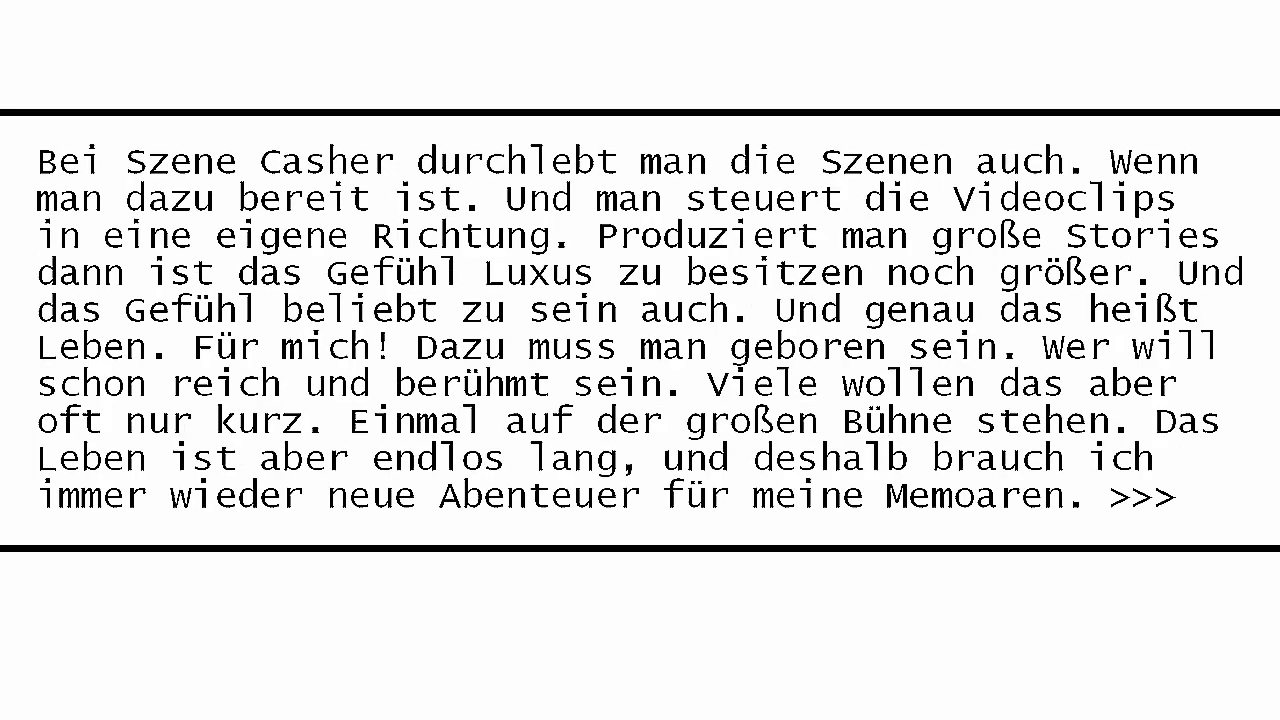 Bei Szene Casher durchlebt man die Szenen auch. Wenn
man dazu bereit ist. Und man steuert die Videoclips
in eine eigene Richtung. Produziert man große Stories
dann ist das Gefühl Luxus zu besitzen noch größer. Und
das Gefühl beliebt zu sein auch. Und genau das heißt
Leben. Für mich! Dazu muss man geboren sein. Wer will
schon reich und berühmt sein. Viele wollen das aber
oft nur kurz. Einmal auf der großen Bühne stehen. Das
Leben ist aber endlos lang, und deshalb brauch ich
immer wieder neue Abenteuer für meine Memoaren. >>>